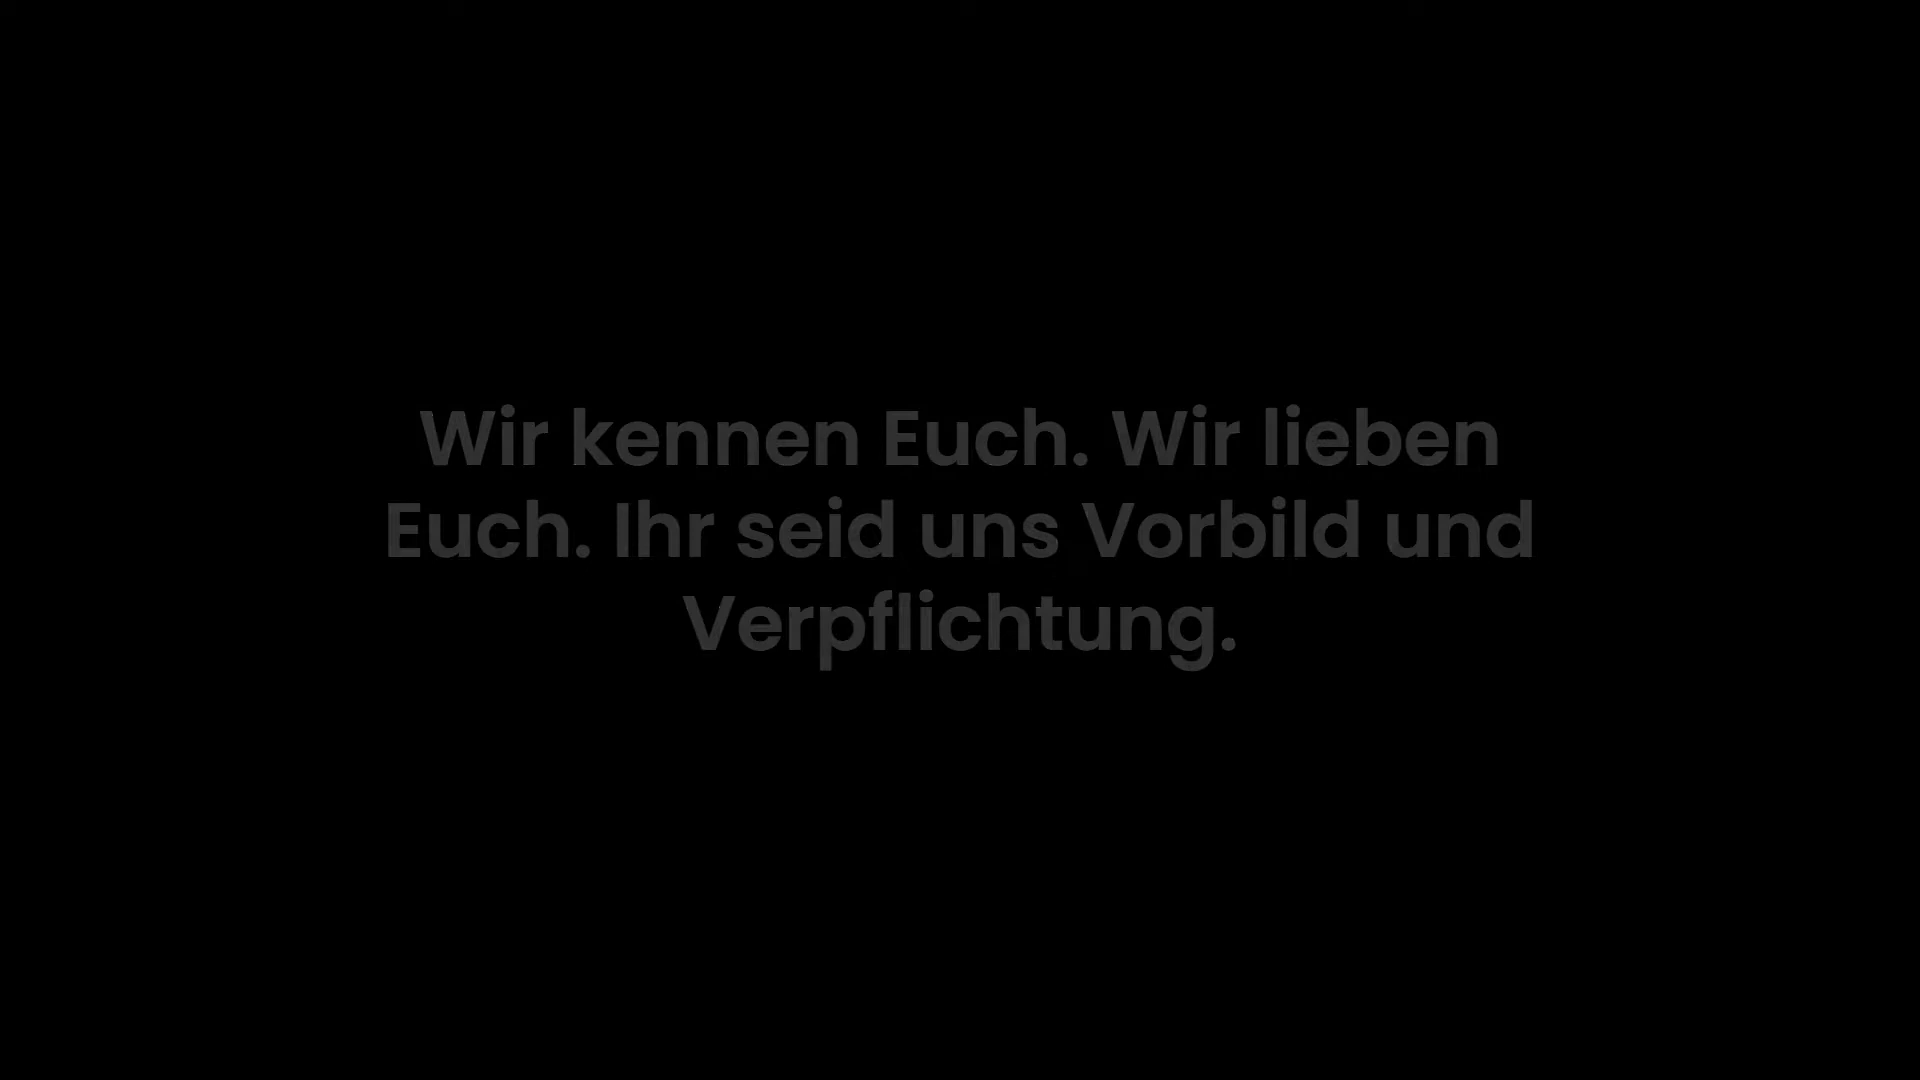 Wir kennen Euch. Wir lieben
Euch. Ihr seid uns Vorbild und
Verpflichtung.